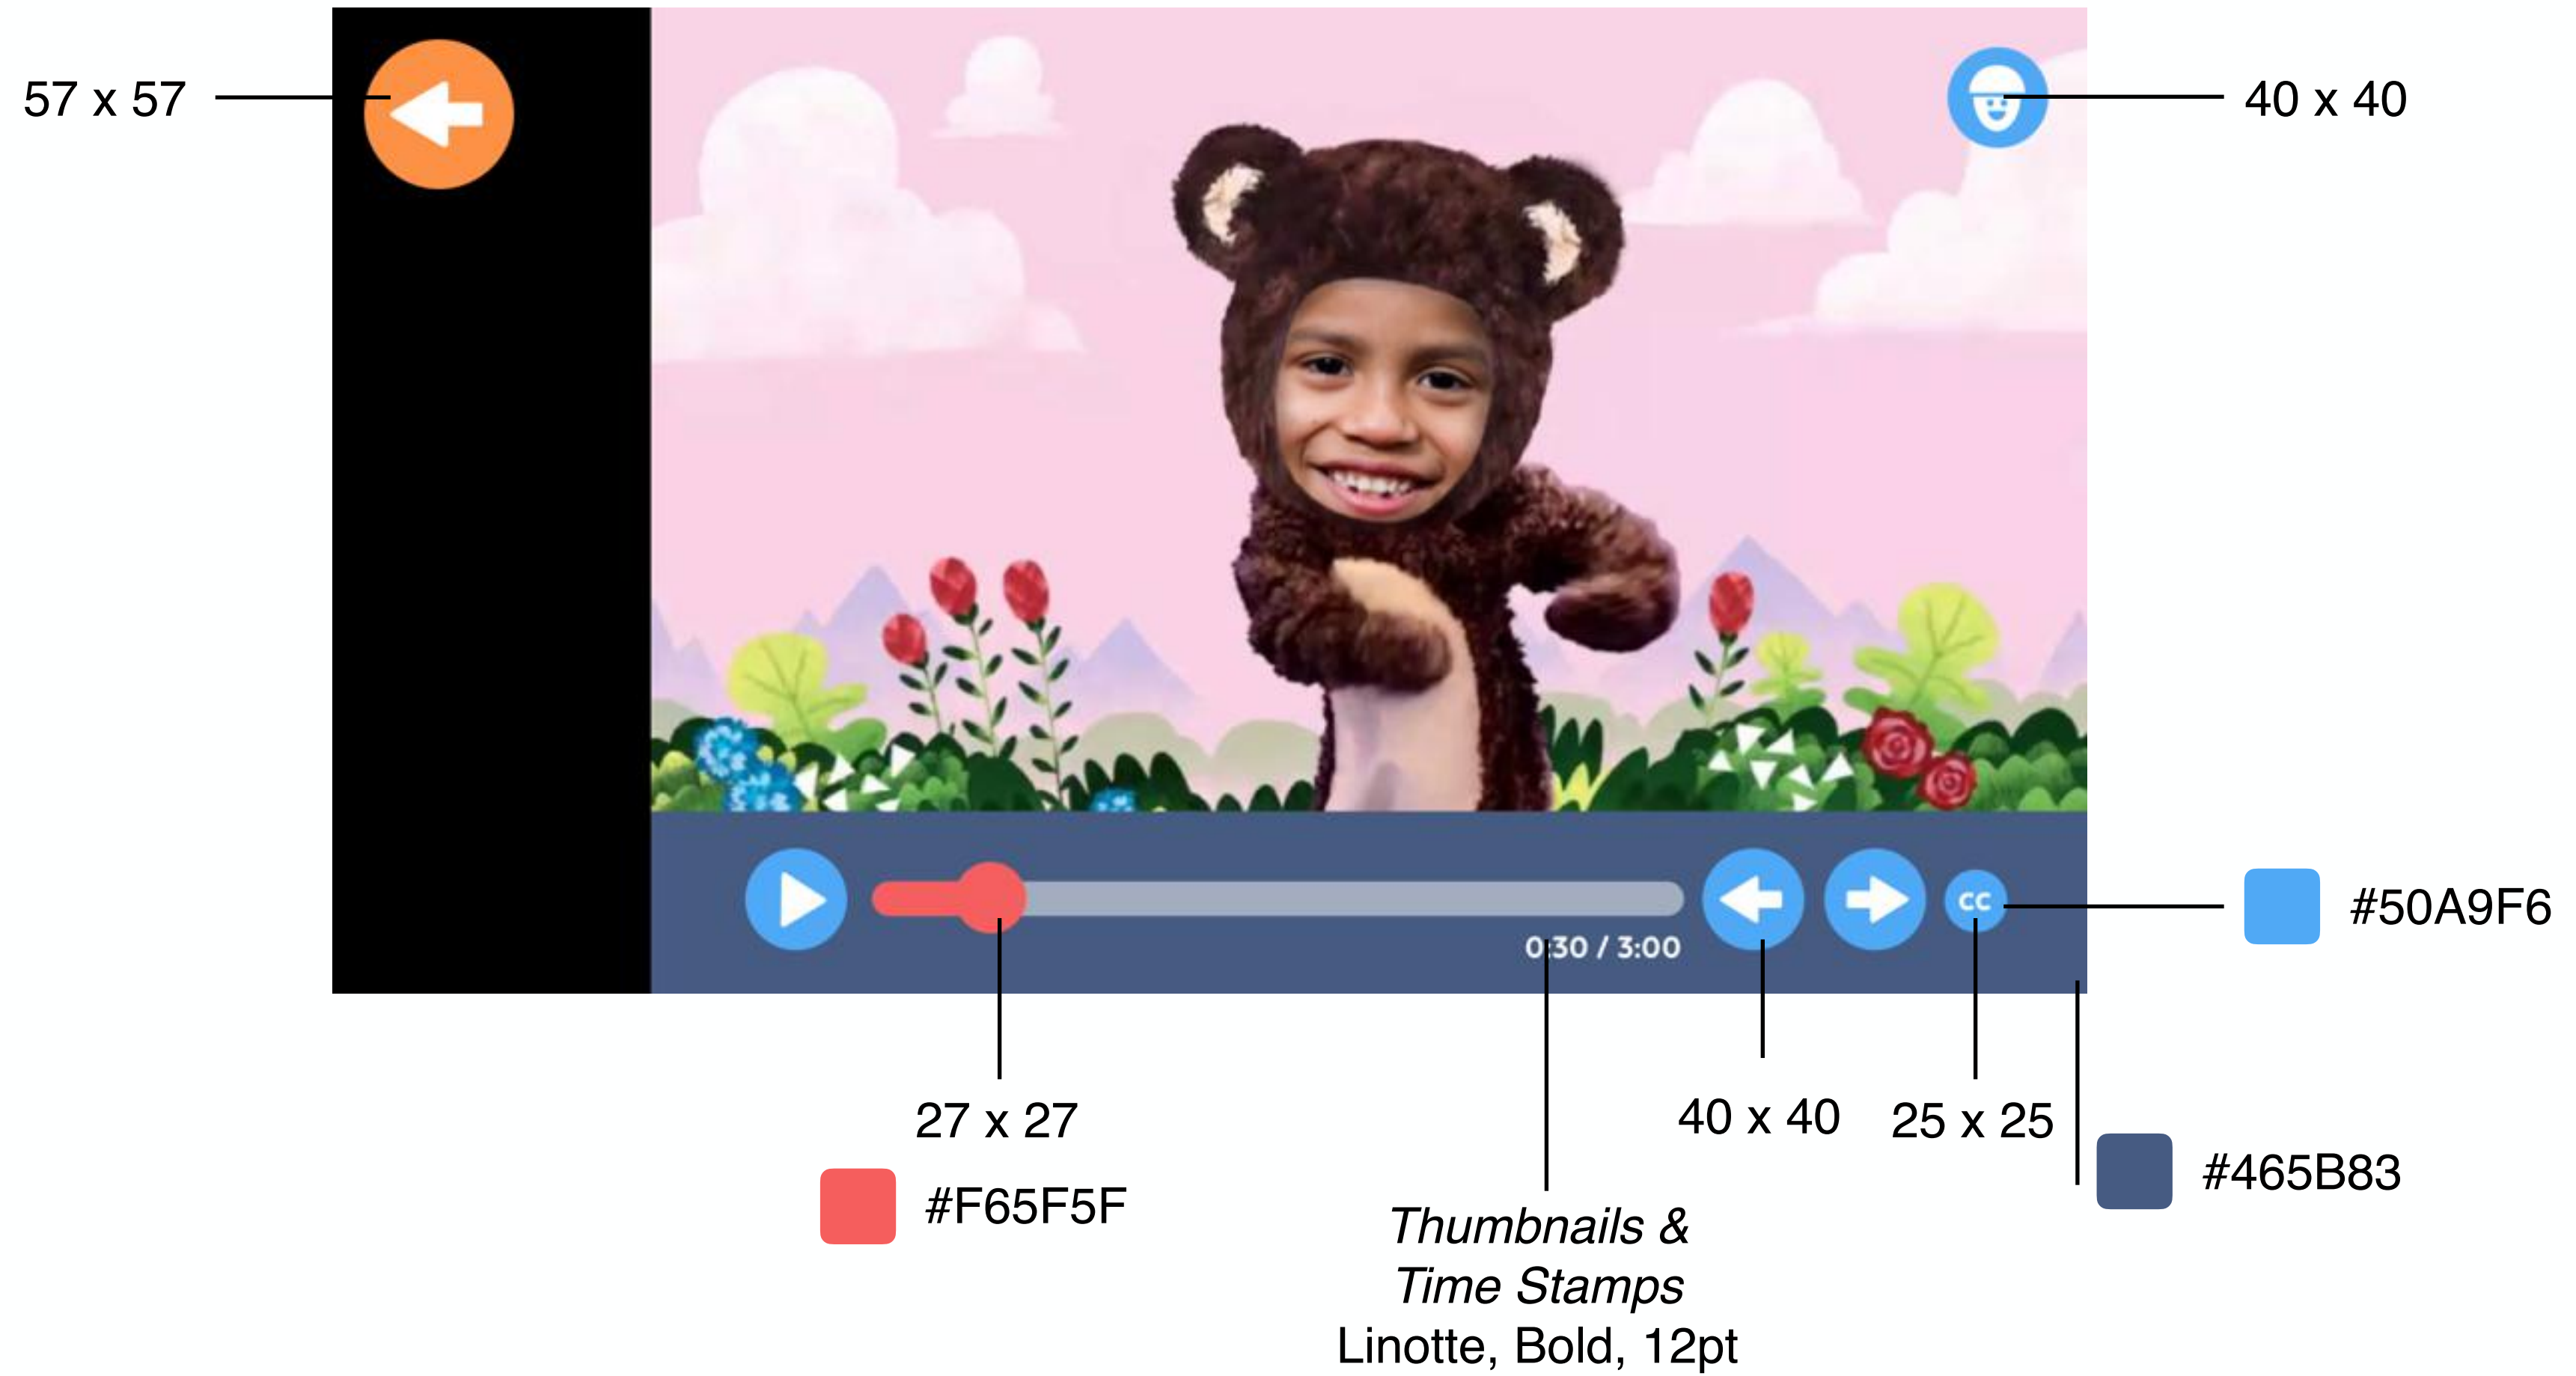 57 x 57
40 x 40
0:30 / 3:00
cc
#50A9F6
27 x 27
40 x 40
25 x 25
#F65F5F
#465B83
Thumbnails &
Time Stamps
Linotte, Bold, 12pt